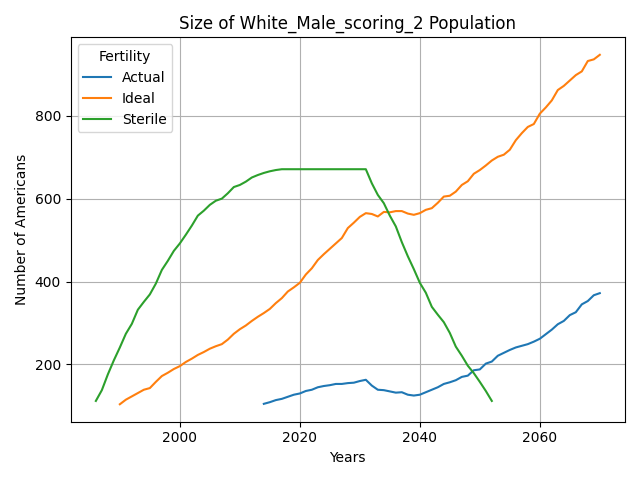 Size of White_Male_scoring_2 Population
Fertility
Actual
Ideal
Sterile
Number of Americans
800
600
400
200
2000
2020
2040
2060
Years